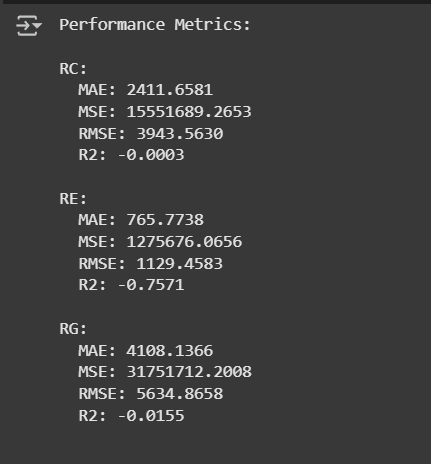 Performance Metrics:
RC:
MAE: 2411.6581
MSE: 15551689.2653
RMSE: 3943.5630
R2: -0.0003
RE:
MAE: 765.7738
MSE: 1275676.0656
RMSE: 1129.4583
R2: -0.7571
RG:
MAE: 4108.1366
MSE: 31751712.2008
RMSE: 5634.8658
R2: -0.0155